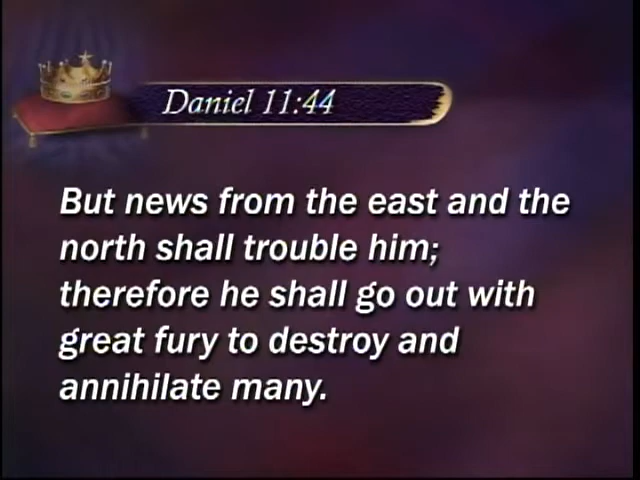 Daniel 11:44
But news from the east and the
north shall trouble him;
therefore he shall go out with
great fury to destroy and
annihilate many.